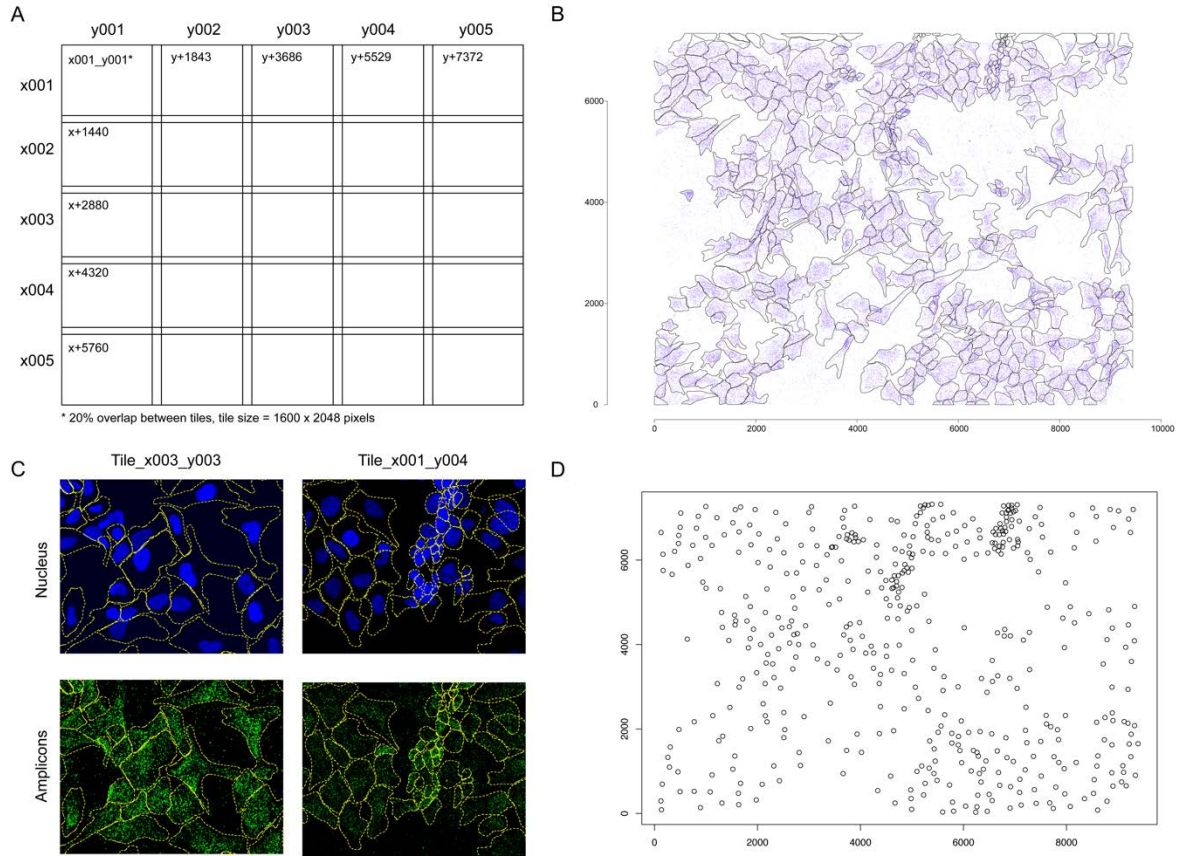 A
y001 y002 y003 y004 y005
x001 x001_y001* y+1843 y+3686 y+5529 y+7372
x002 x+1440
x003 x+2880
x004 x+4320
x005 x+5760
* 20% overlap between tiles, tile size = 1600 x 2048 pixels
B
6000
4000
2000
0
0 2000 4000 6000 8000 10000
C
Tile_x003_y003 Tile_x001_y004
Nucleus
Amplicons
D
6000
4000
2000
0
0 2000 4000 6000 8000